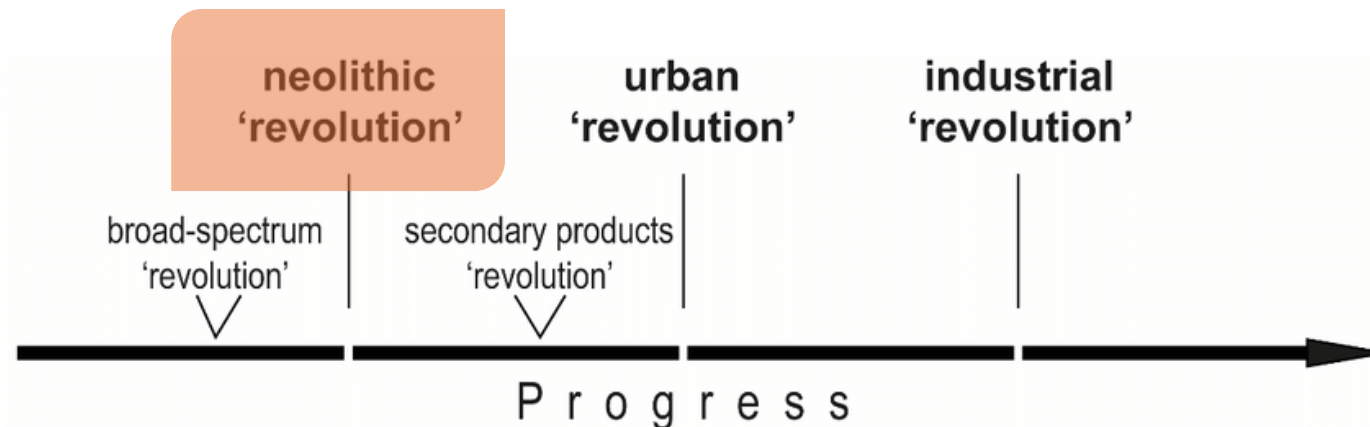 neolithic
‘revolution’
urban
‘revolution’
industrial
‘revolution’
broad-spectrum
‘revolution’
secondary products
‘revolution’
Progress